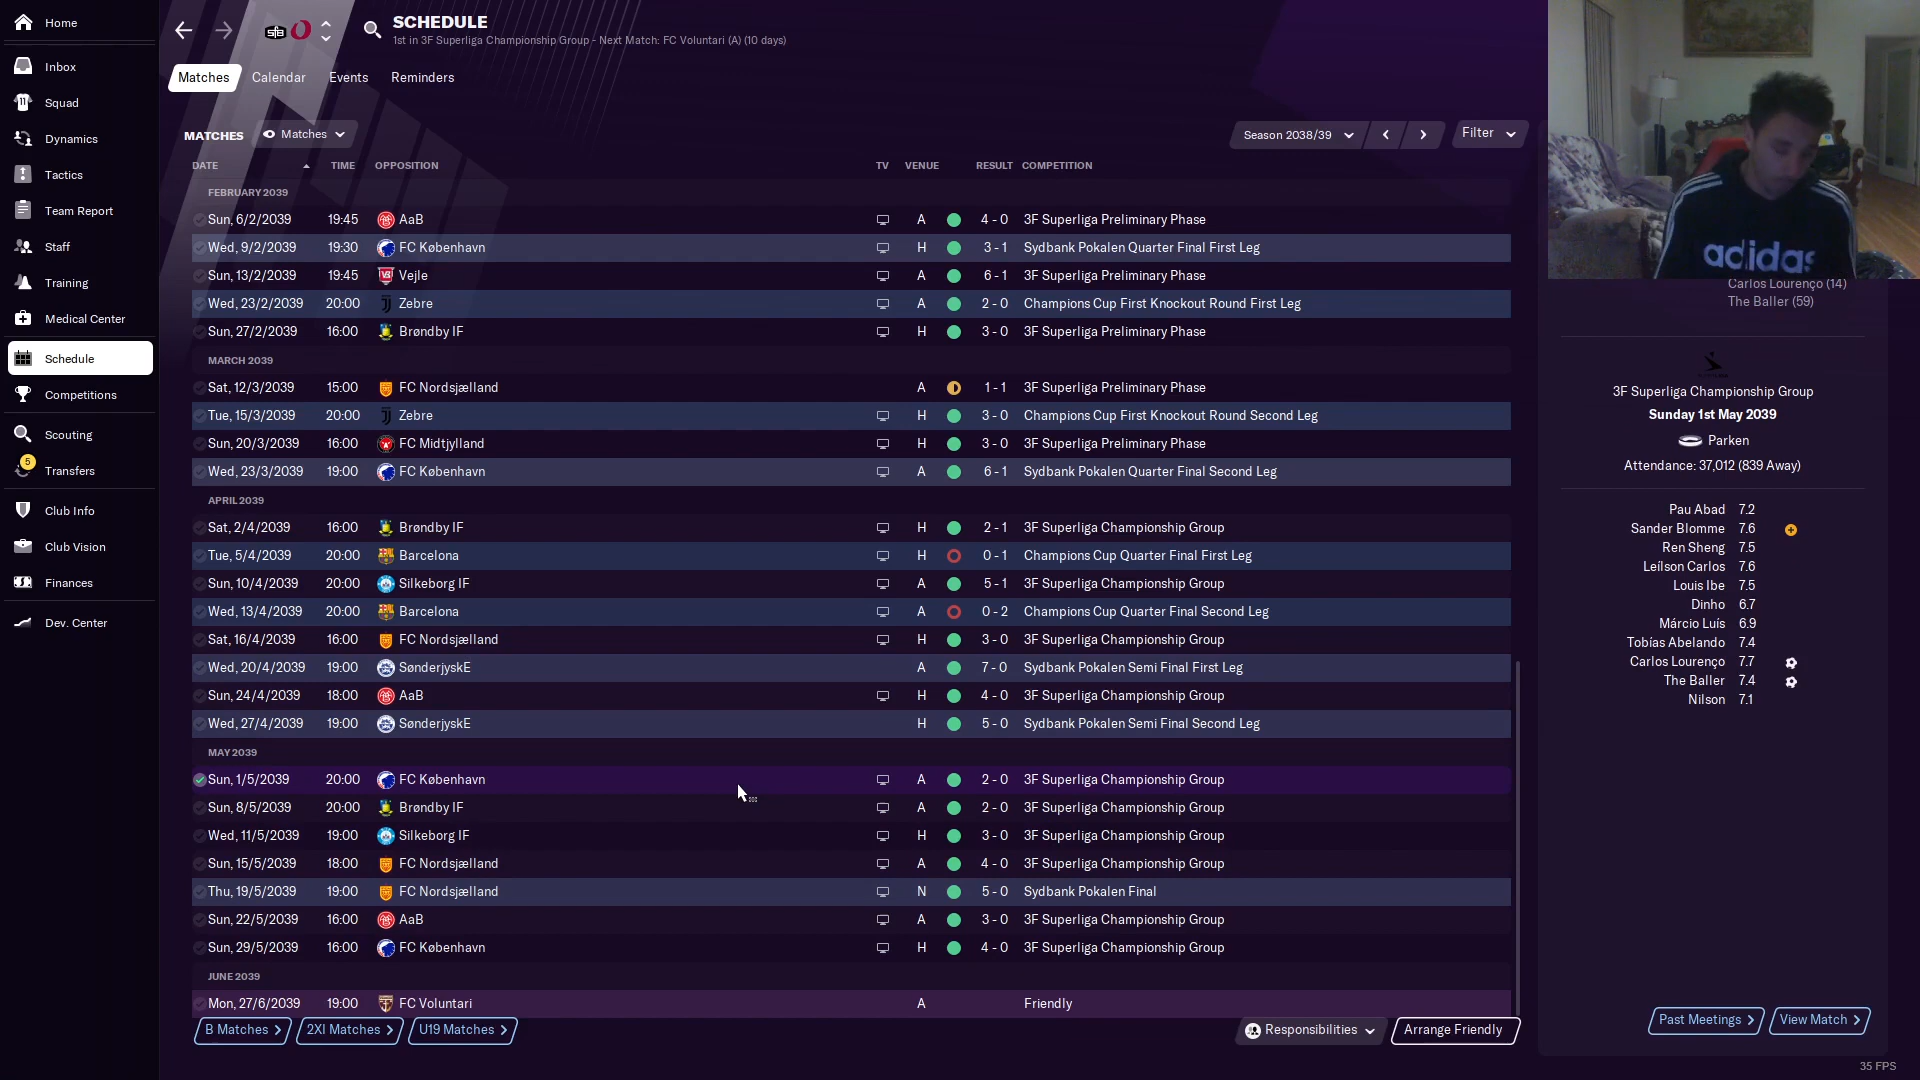 Home
Inbox
Squad
Dynamics
Tactics
Team Report
Staff
Training
Medical Center
Schedule
Competitions
Scouting
5
Transfers
Club Info
Club Vision
Finances
Dev. Center
SCHEDULE
1st in 3F Superliga Championship Group - Next Match: FC Voluntari (A) (10 days)
Matches Calendar Events Reminders
MATCHES Matches Season 2038/39 Filter
DATE TIME OPPOSITION TV VENUE RESULT COMPETITION
FEBRUARY 2039
Sun, 6/2/2039 19:45 AaB A 4 - 0 3F Superliga Preliminary Phase
Wed, 9/2/2039 19:30 FC København H 3 - 1 Sydbank Pokalen Quarter Final First Leg
Sun, 13/2/2039 19:45 Vejle A 6 - 1 3F Superliga Preliminary Phase
Wed, 23/2/2039 20:00 Zebre A 2 - 0 Champions Cup First Knockout Round First Leg
Sun, 27/2/2039 16:00 Brøndby IF H 3 - 0 3F Superliga Preliminary Phase
MARCH 2039
Sat, 12/3/2039 15:00 FC Nordsjælland A 1 - 1 3F Superliga Preliminary Phase
Tue, 15/3/2039 20:00 Zebre H 3 - 0 Champions Cup First Knockout Round Second Leg
Sun, 20/3/2039 16:00 FC Midtjylland H 3 - 0 3F Superliga Preliminary Phase
Wed, 23/3/2039 19:00 FC København A 6 - 1 Sydbank Pokalen Quarter Final Second Leg
APRIL 2039
Sat, 2/4/2039 16:00 Brøndby IF H 2 - 1 3F Superliga Championship Group
Tue, 5/4/2039 20:00 Barcelona H 0 - 1 Champions Cup Quarter Final First Leg
Sun, 10/4/2039 20:00 Silkeborg IF A 5 - 1 3F Superliga Championship Group
Wed, 13/4/2039 20:00 Barcelona A 0 - 2 Champions Cup Quarter Final Second Leg
Sat, 16/4/2039 16:00 FC Nordsjælland H 3 - 0 3F Superliga Championship Group
Wed, 20/4/2039 19:00 SønderjyskE A 7 - 0 Sydbank Pokalen Semi Final First Leg
Sun, 24/4/2039 18:00 AaB H 4 - 0 3F Superliga Championship Group
Wed, 27/4/2039 19:00 SønderjyskE H 5 - 0 Sydbank Pokalen Semi Final Second Leg
MAY 2039
Sun, 1/5/2039 20:00 FC København A 2 - 0 3F Superliga Championship Group
Sun, 8/5/2039 20:00 Brøndby IF A 2 - 0 3F Superliga Championship Group
Wed, 11/5/2039 19:00 Silkeborg IF H 3 - 0 3F Superliga Championship Group
Sun, 15/5/2039 18:00 FC Nordsjælland A 4 - 0 3F Superliga Championship Group
Thu, 19/5/2039 19:00 FC Nordsjælland N 5 - 0 Sydbank Pokalen Final
Sun, 22/5/2039 16:00 AaB A 3 - 0 3F Superliga Championship Group
Sun, 29/5/2039 16:00 FC København H 4 - 0 3F Superliga Championship Group
JUNE 2039
Mon, 27/6/2039 19:00 FC Voluntari A Friendly
B Matches 2XI Matches U19 Matches Responsibilities Arrange Friendly
adidas
Carlos Lourenço (14)
The Baller (59)
3F Superliga Championship Group
Sunday 1st May 2039
Parken
Attendance: 37,012 (839 Away)
Pau Abad 7.2
Sander Blomme 7.6
Ren Sheng 7.5
Leílson Carlos 7.6
Louis Ibe 7.5
Dinho 6.7
Márcio Luís 6.9
Tobías Abelando 7.4
Carlos Lourenço 7.7
The Baller 7.4
Nilson 7.1
Past Meetings View Match
35 FPS